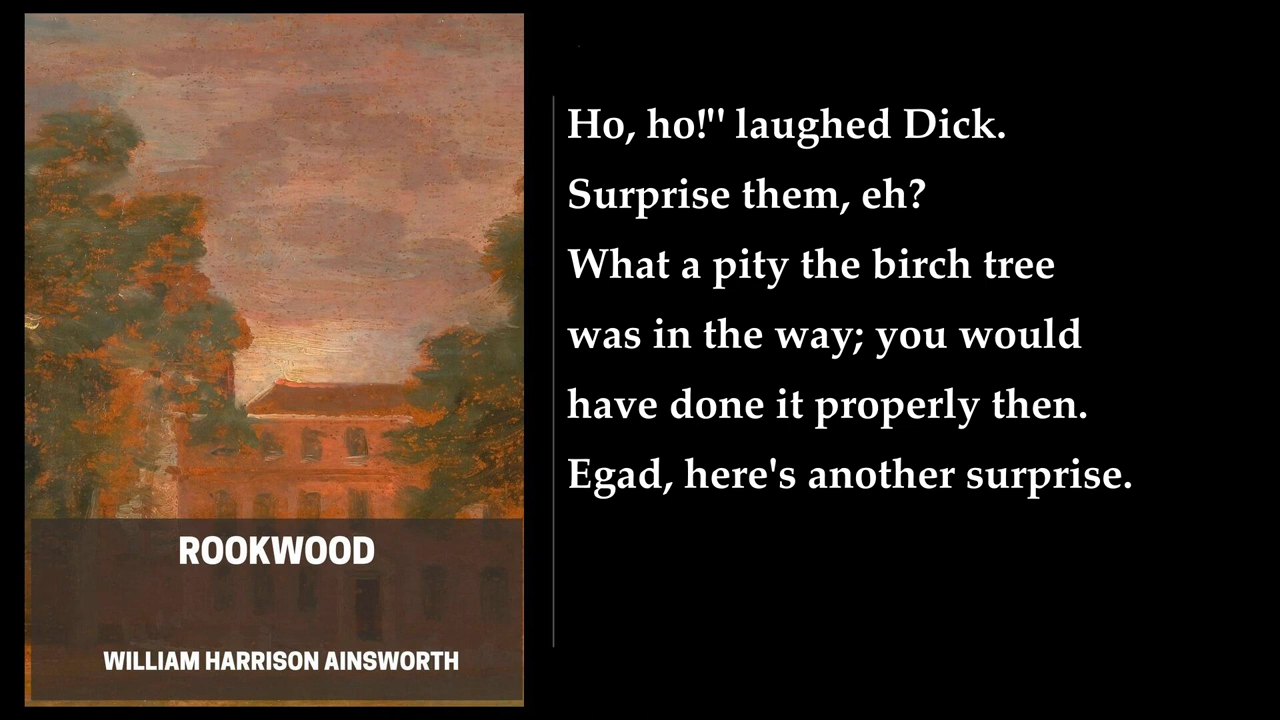 ROOKWOOD
WILLIAM HARRISON AINSWORTH
Ho, ho!" laughed Dick.
Surprise them, eh?
What a pity the birch tree
was in the way; you would
have done it properly then.
Egad, here's another surprise.